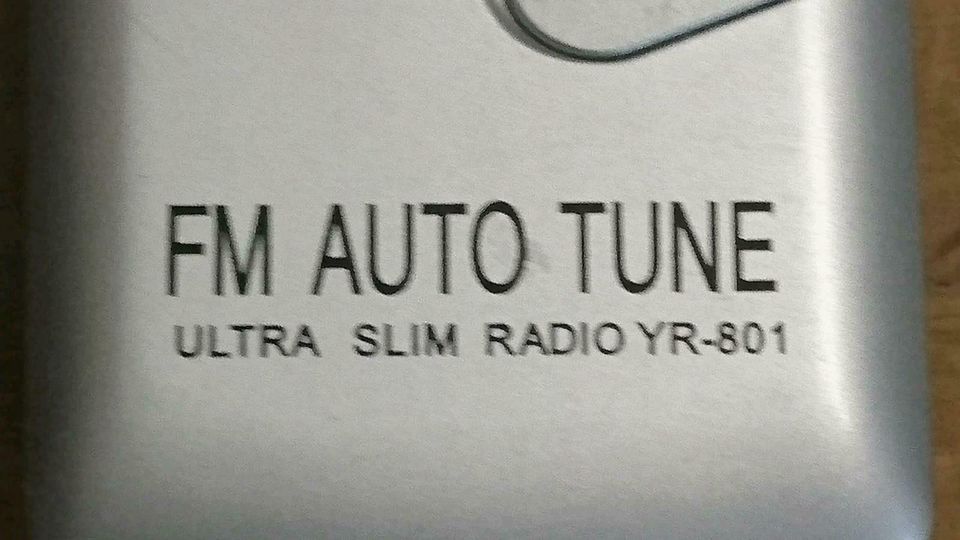 FM AUTO TUNE
ULTRA SLIM RADIO YR-801